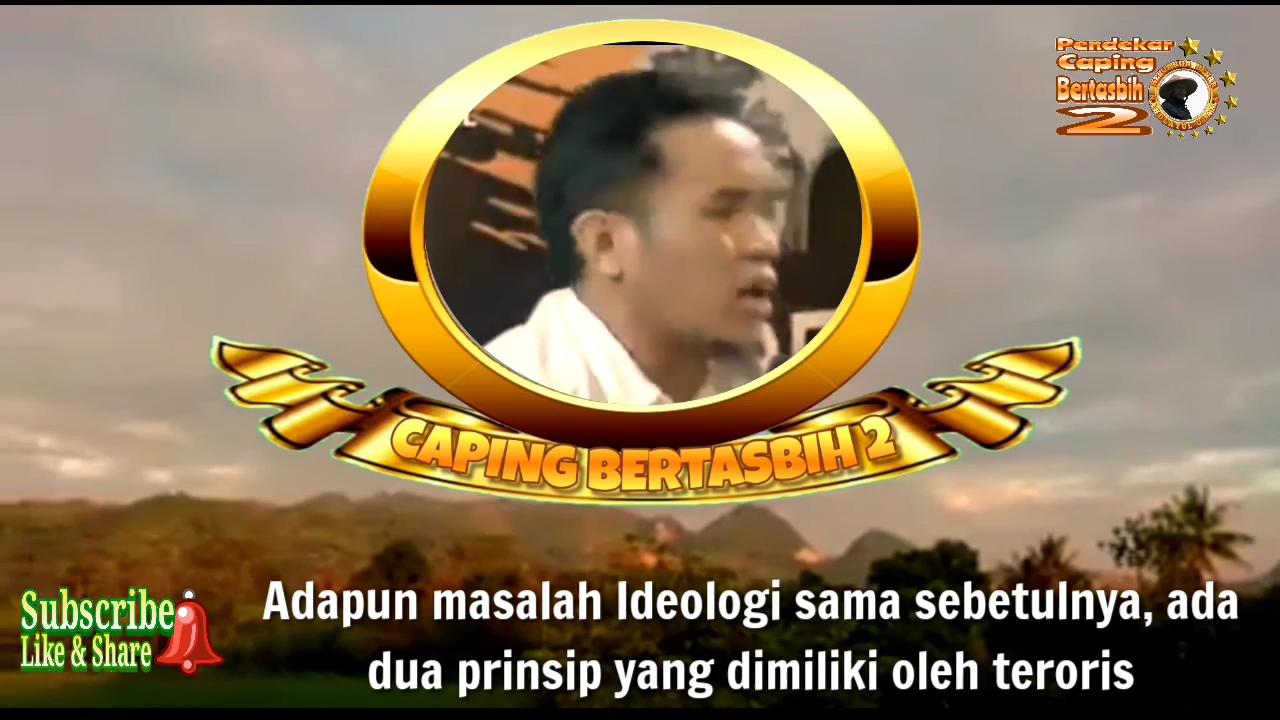 Pendekar
Caping
Bertasbih
2
CAPING BERTASBIH 2
Subscribe
Like & Share
Adapun masalah Ideologi sama sebetulnya, ada
dua prinsip yang dimiliki oleh teroris